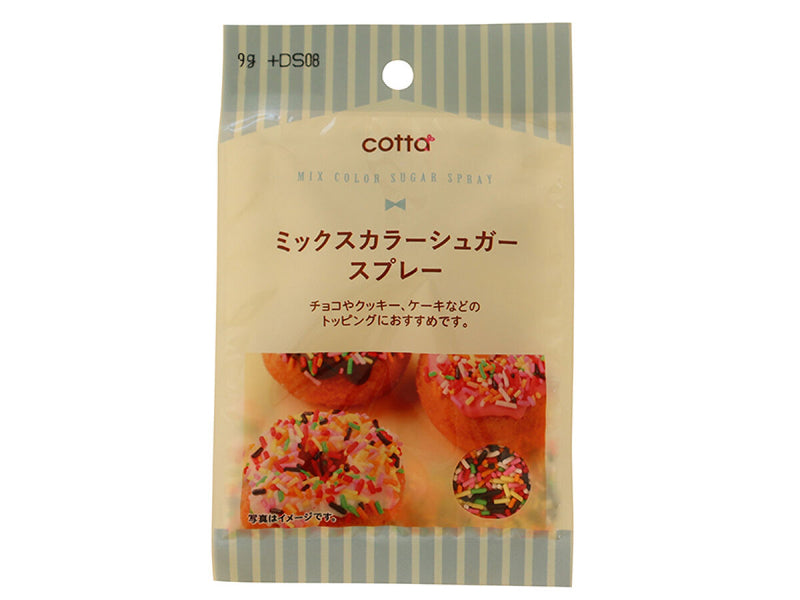 9g +DS08
cotta
MIX COLOR SUGAR SPRAY
ミックスカラーシュガー
スプレー
チョコやクッキー、ケーキなどの
トッピングにおすすめです。
写真はイメージです。